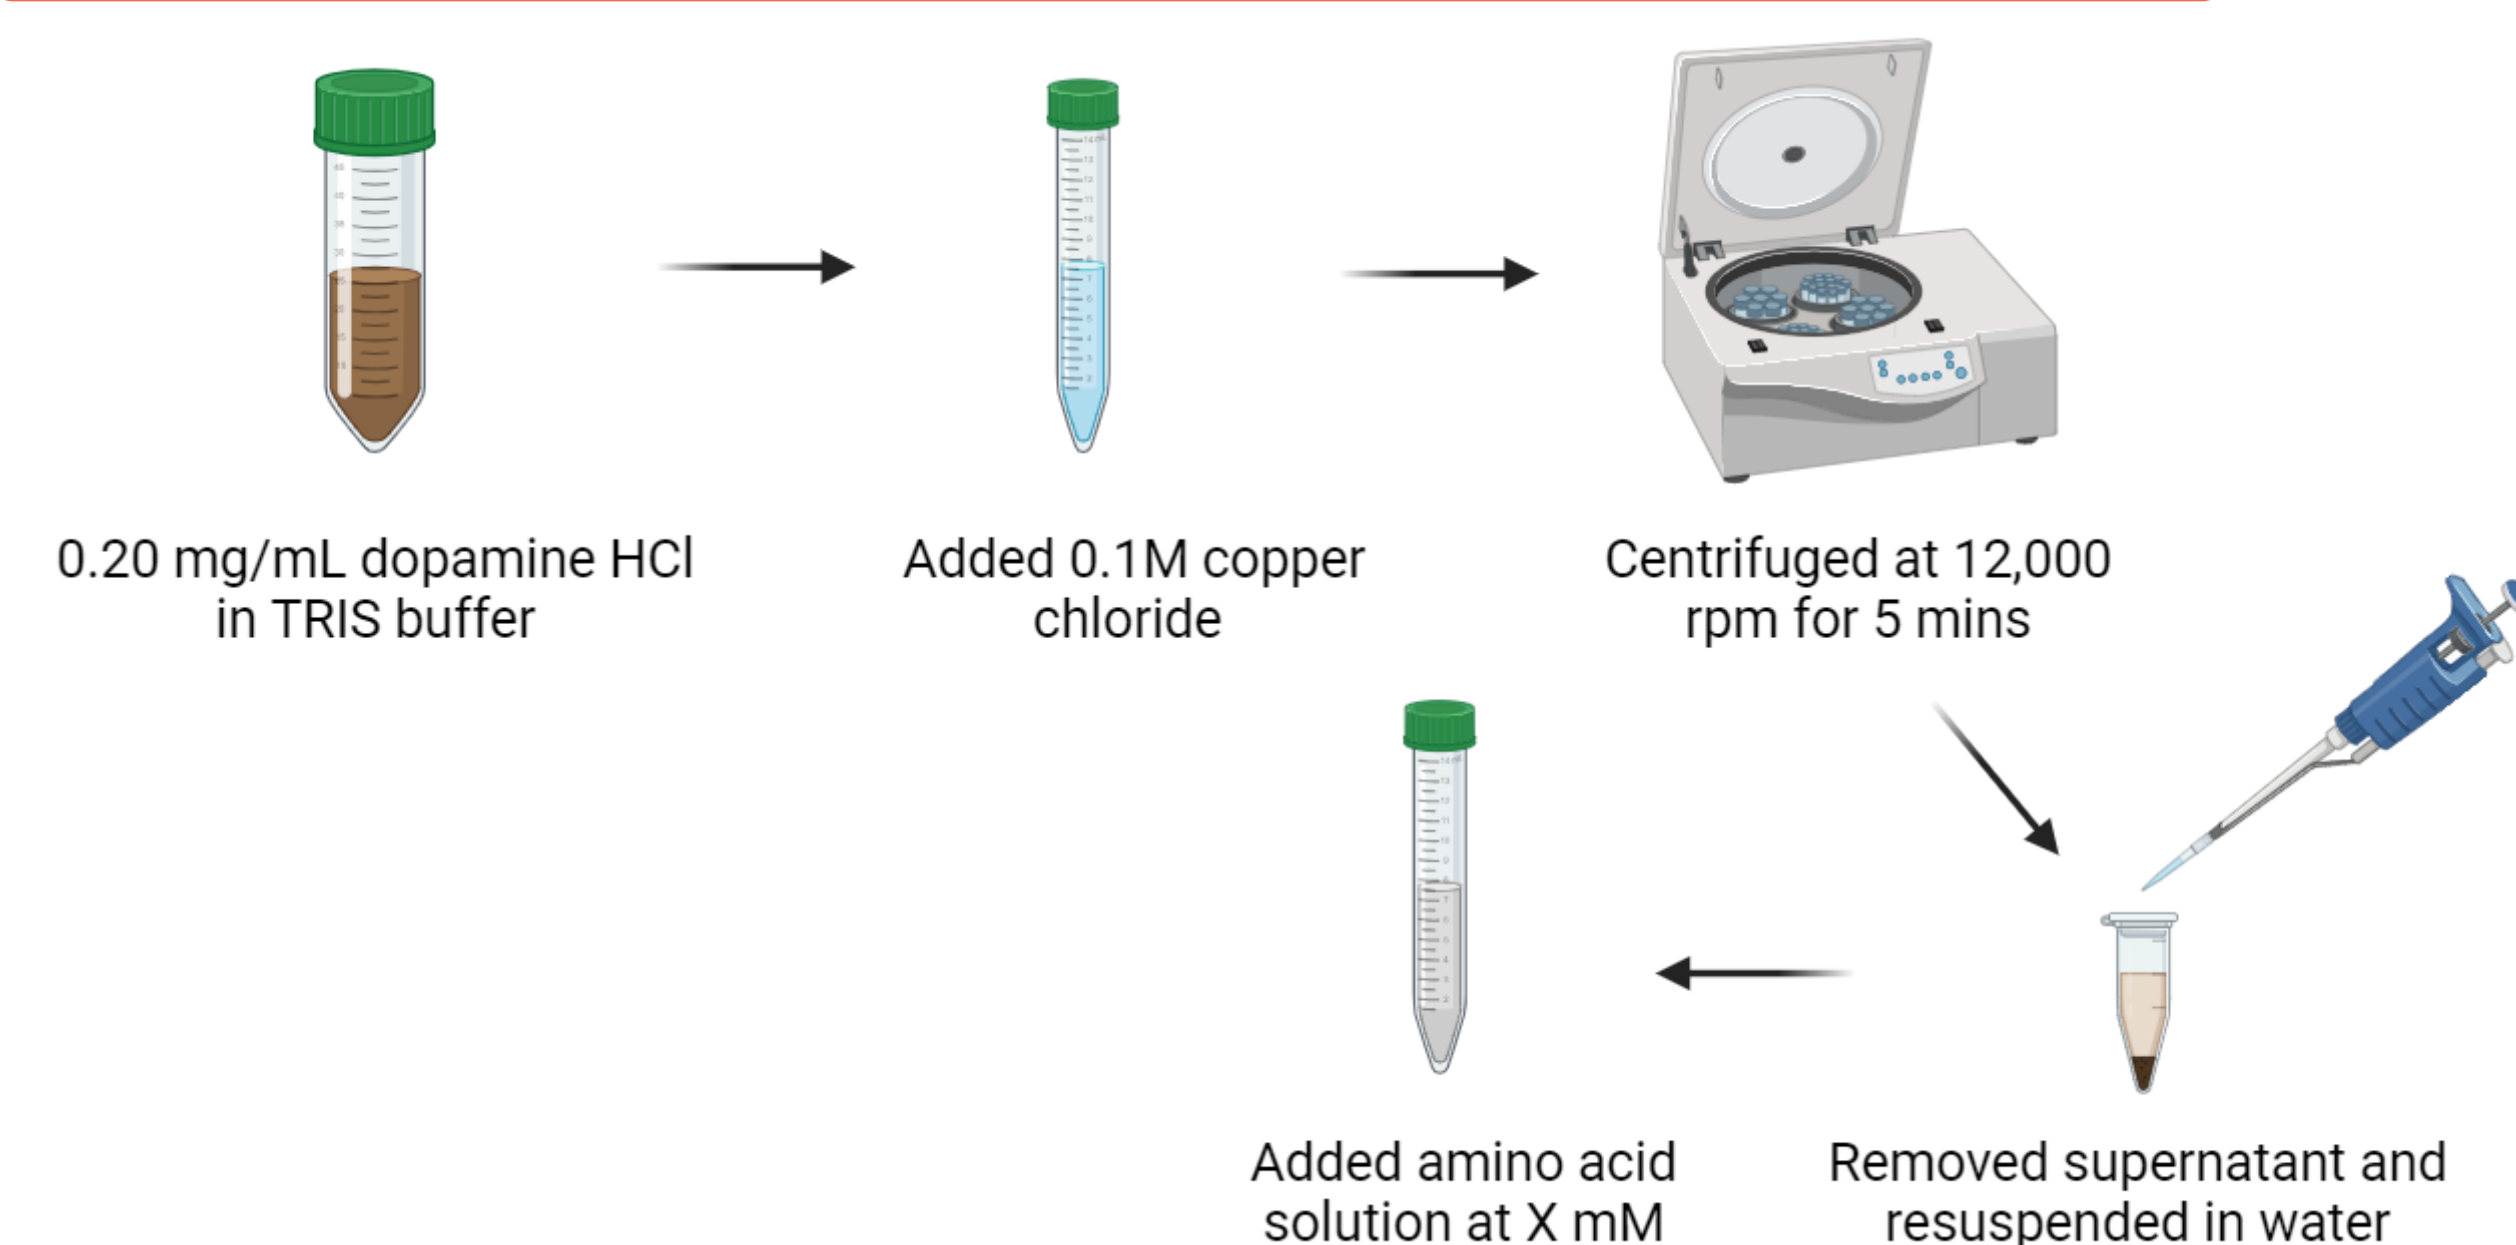 0.20 mg/mL dopamine HCl
in TRIS buffer
Added 0.1M copper
chloride
Centrifuged at 12,000
rpm for 5 mins
Removed supernatant and
resuspended in water
Added amino acid
solution at X mM